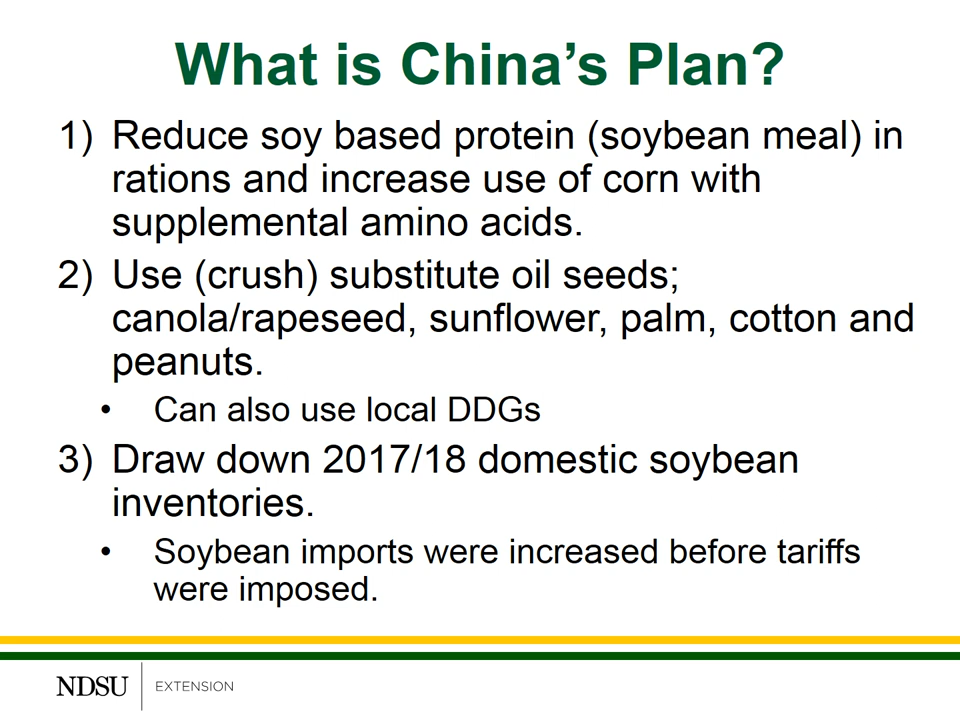 What is China's Plan?
1) Reduce soy based protein (soybean meal) in
rations and increase use of corn with
supplemental amino acids.
2) Use (crush) substitute oil seeds;
canola/rapeseed, sunflower, palm, cotton and
peanuts.
• Can also use local DDGs
3) Draw down 2017/18 domestic soybean
inventories.
• Soybean imports were increased before tariffs
were imposed.
NDSU EXTENSION